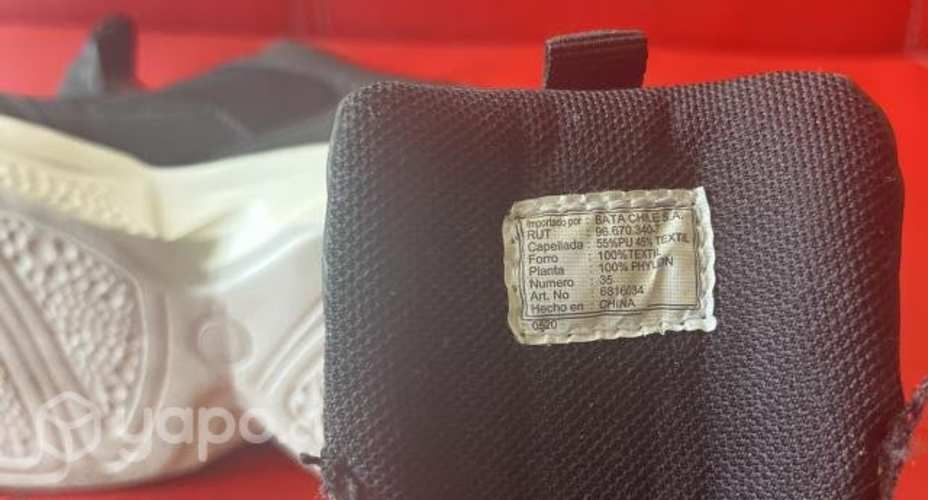 Importado por : BATA CHILE S.A.
RUT : 96.670.340-
Capellada : 55%PU 45% TEXTIL
Forro : 100%TEXTIL
Planta : 100% PHYLON
Numero : 35
Art. No : 6816034
Hecho en : CHINA
0520
yapo